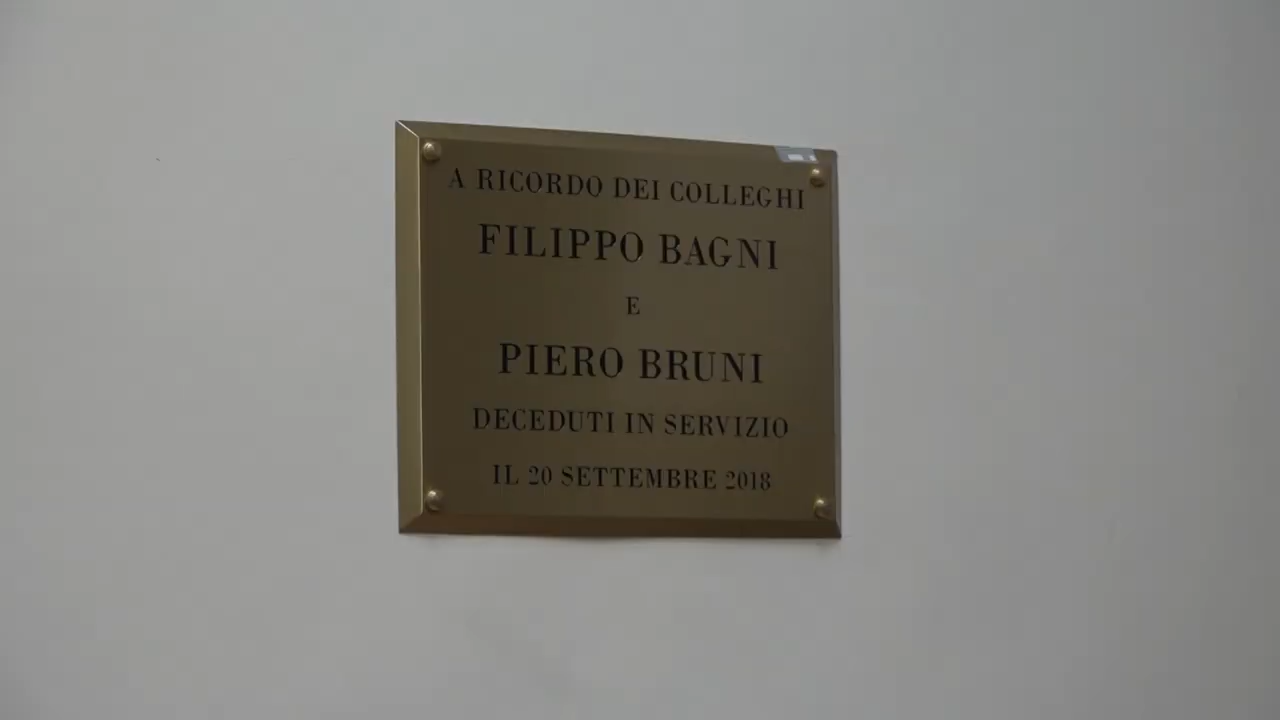 A RICORDO DEI COLLEGHI
FILIPPO BAGNI
E
PIERO BRUNI
DECEDUTI IN SERVIZIO
IL 20 SETTEMBRE 2018